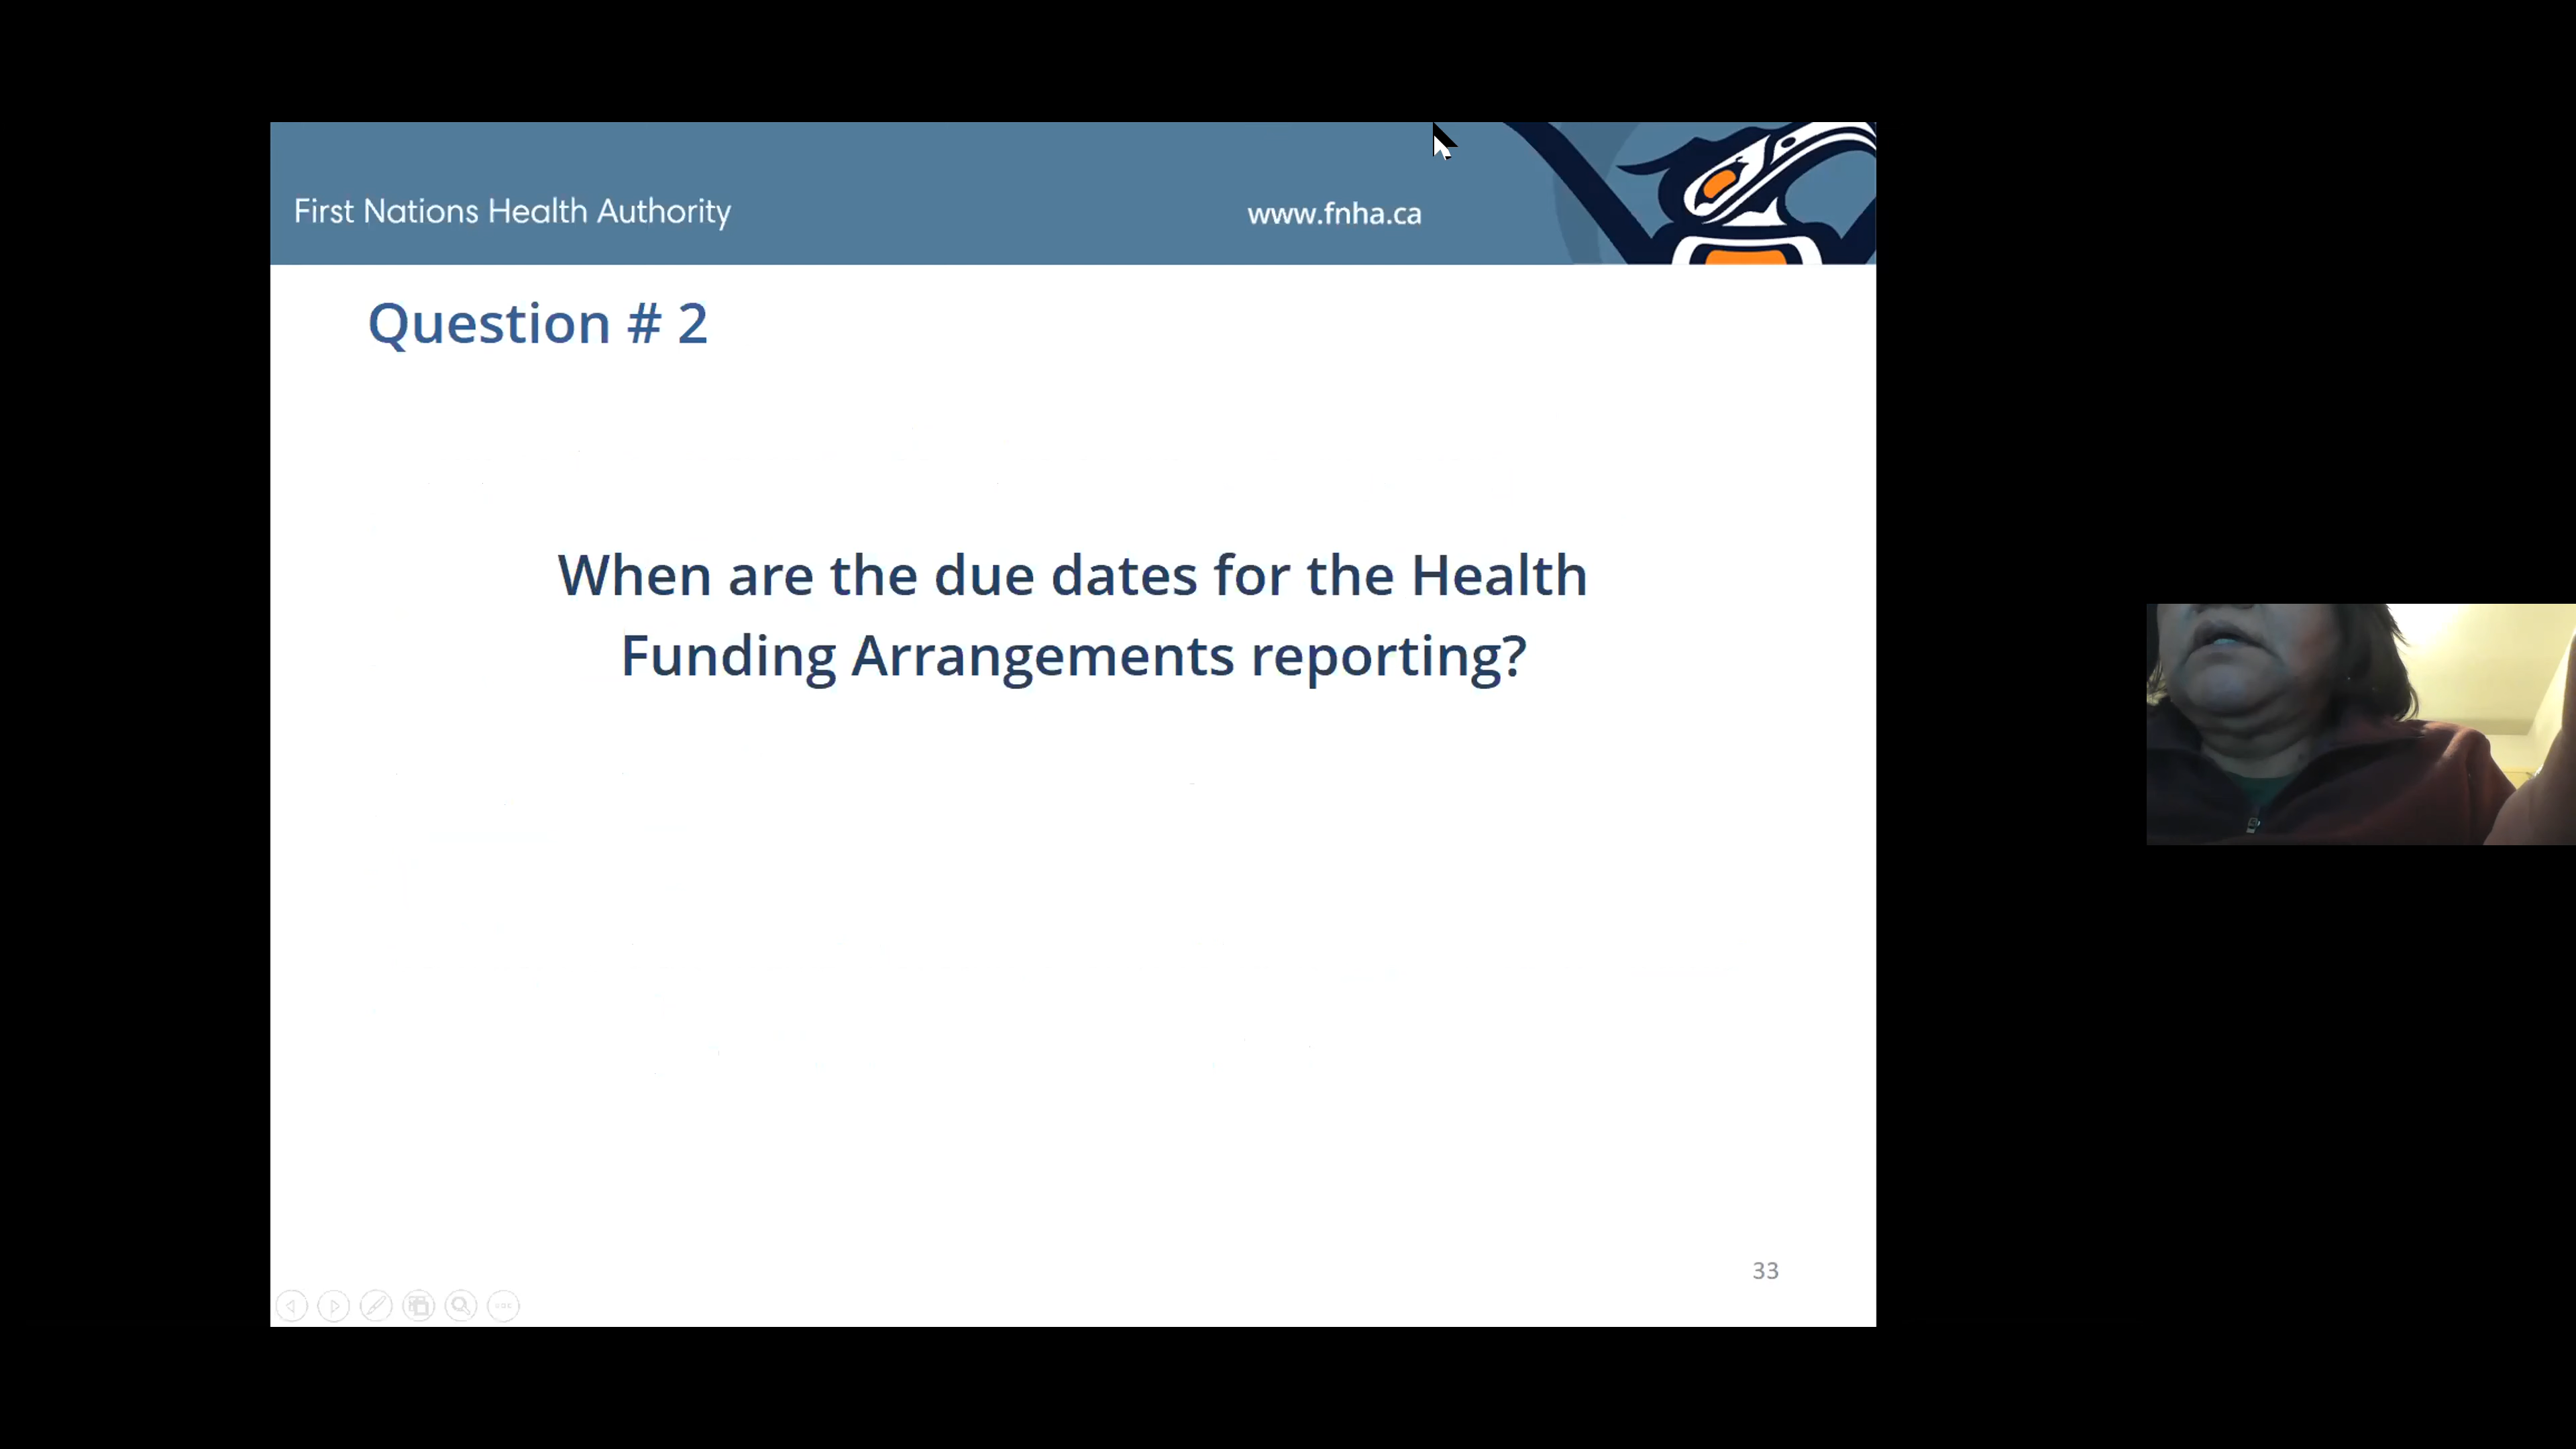 First Nations Health Authority
www.fnha.ca
Question # 2
When are the due dates for the Health
Funding Arrangements reporting?
33